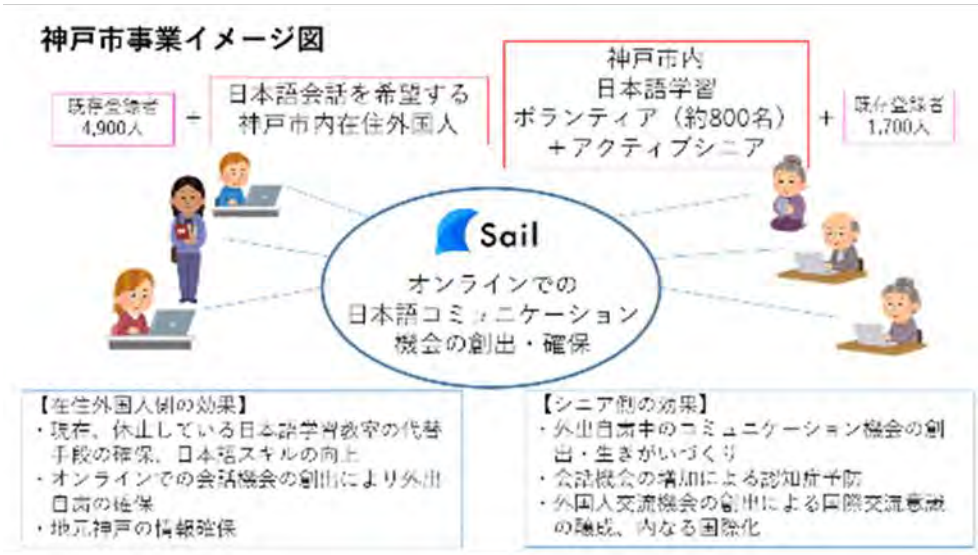 神戸市事業イメージ図
既存登録者
4,900人
+
日本語会話を希望する
神戸市内在住外国人
神戸市内
日本語学習
ボランティア（約800名）
＋アクティブシニア
+
既存登録者
1,700人
Sail
オンラインでの
日本語コミュニケーション
機会の創出・確保
【在住外国人側の効果】
・現在、休止している日本語学習教室の代替
手段の確保、日本語スキルの向上
・オンラインでの会話機会の創出により外出
自粛の確保
・地元神戸の情報確保
【シニア側の効果】
・外出自粛中のコミュニケーション機会の創
出・生きがいづくり
・会話機会の増加による認知症予防
・外国人交流機会の創出による国際交流意識
の醸成、内なる国際化